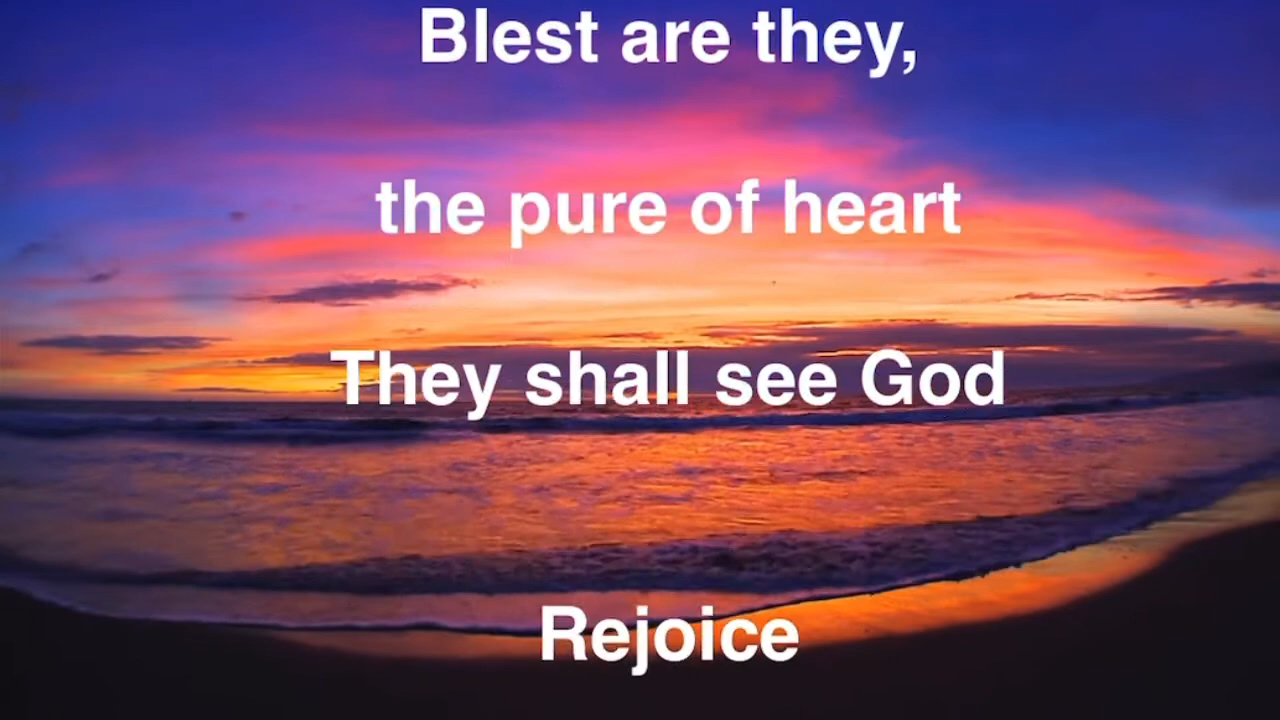 Blest are they,
the pure of heart
They shall see God
Rejoice